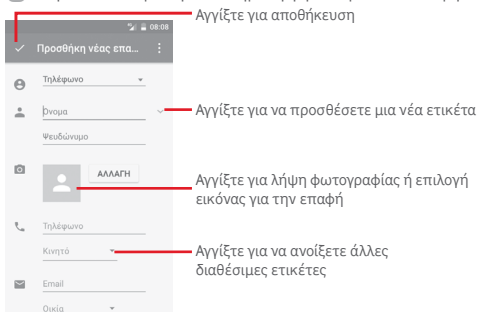 Αγγίξτε για αποθήκευση
08:08
Προσθήκη νέας επα...
Τηλέφωνο
Όνομα
Αγγίξτε για να προσθέσετε μια νέα ετικέτα
Ψευδώνυμο
ΑΛΛΑΓΗ
Αγγίξτε για λήψη φωτογραφίας ή επιλογή
εικόνας για την επαφή
Τηλέφωνο
Κινητό
Αγγίξτε για να ανοίξετε άλλες
διαθέσιμες ετικέτες
Email
Οικία